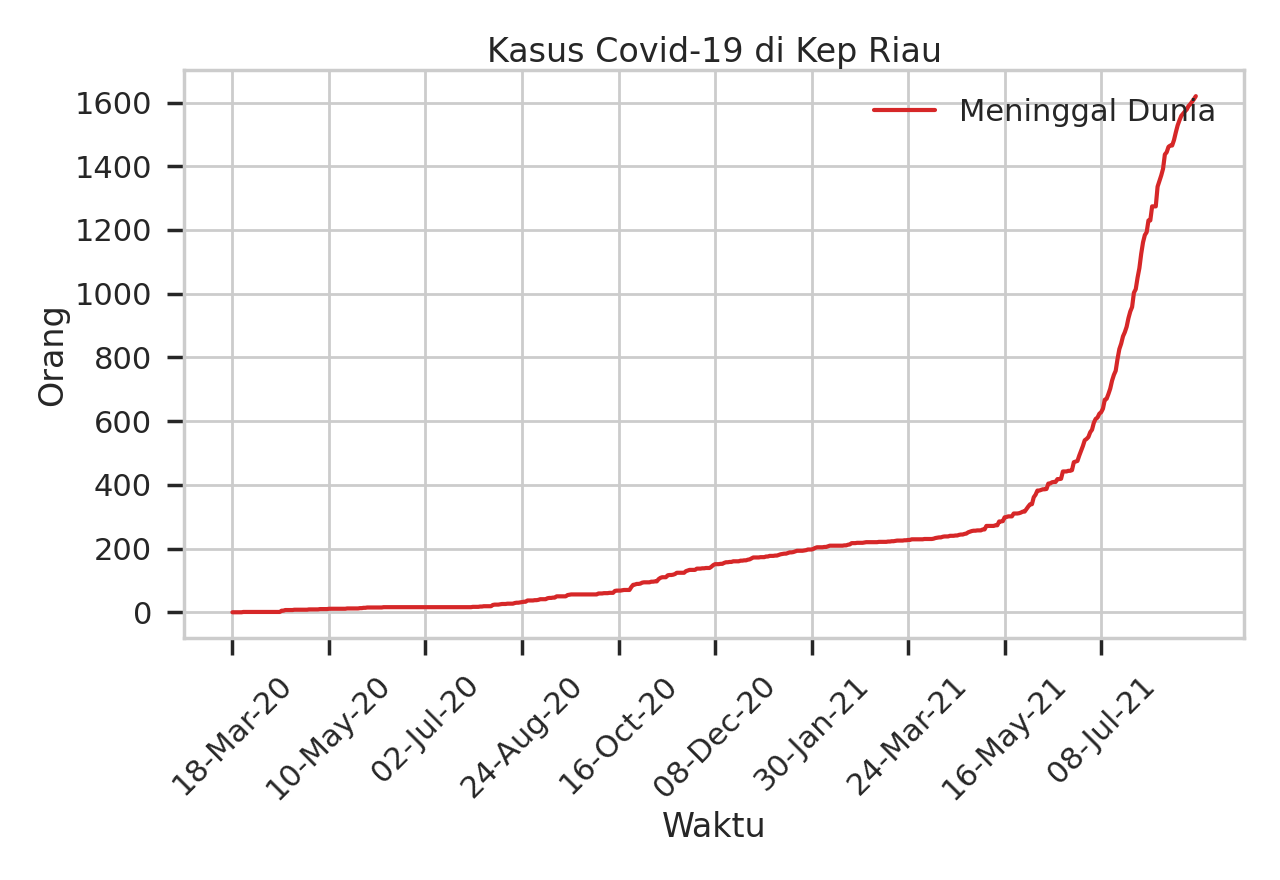 Kasus Covid-19 di Kep Riau
Meninggal Dunia
Orang
1600
1400
1200
1000
800
600
400
200
0
18-Mar-20
10-May-20
02-Jul-20
24-Aug-20
16-Oct-20
08-Dec-20
30-Jan-21
24-Mar-21
16-May-21
08-Jul-21
Waktu